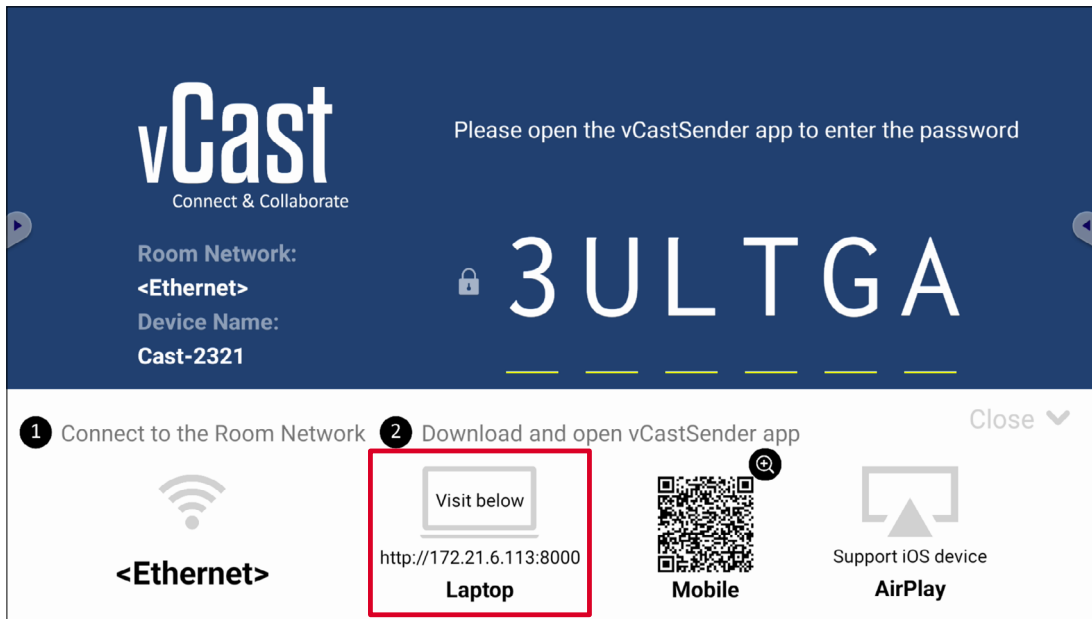 vCast
Connect & Collaborate
Please open the vCastSender app to enter the password
Room Network:
<Ethernet>
Device Name:
Cast-2321
3ULTGA
1 Connect to the Room Network
2 Download and open vCastSender app
Close
<Ethernet>
Visit below
http://172.21.6.113:8000
Laptop
Mobile
Support iOS device
AirPlay